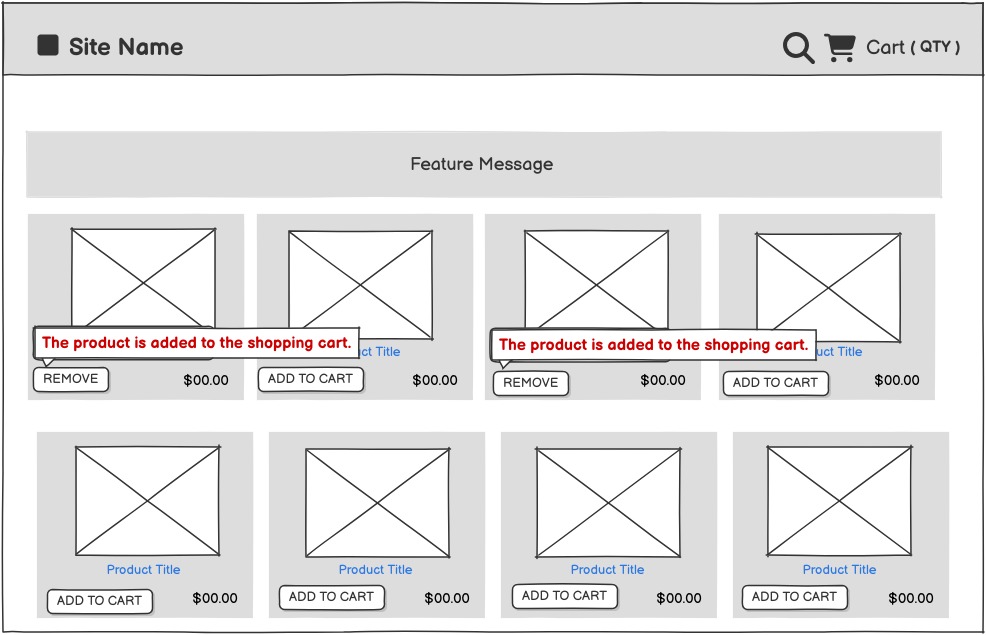 Site Name
Cart ( QTY )
Feature Message
The product is added to the shopping cart.
ct Title
The product is added to the shopping cart.
uct Title
REMOVE
$00.00
ADD TO CART
$00.00
REMOVE
$00.00
ADD TO CART
$00.00
Product Title
Product Title
Product Title
Product Title
ADD TO CART
$00.00
ADD TO CART
$00.00
ADD TO CART
$00.00
ADD TO CART
$00.00